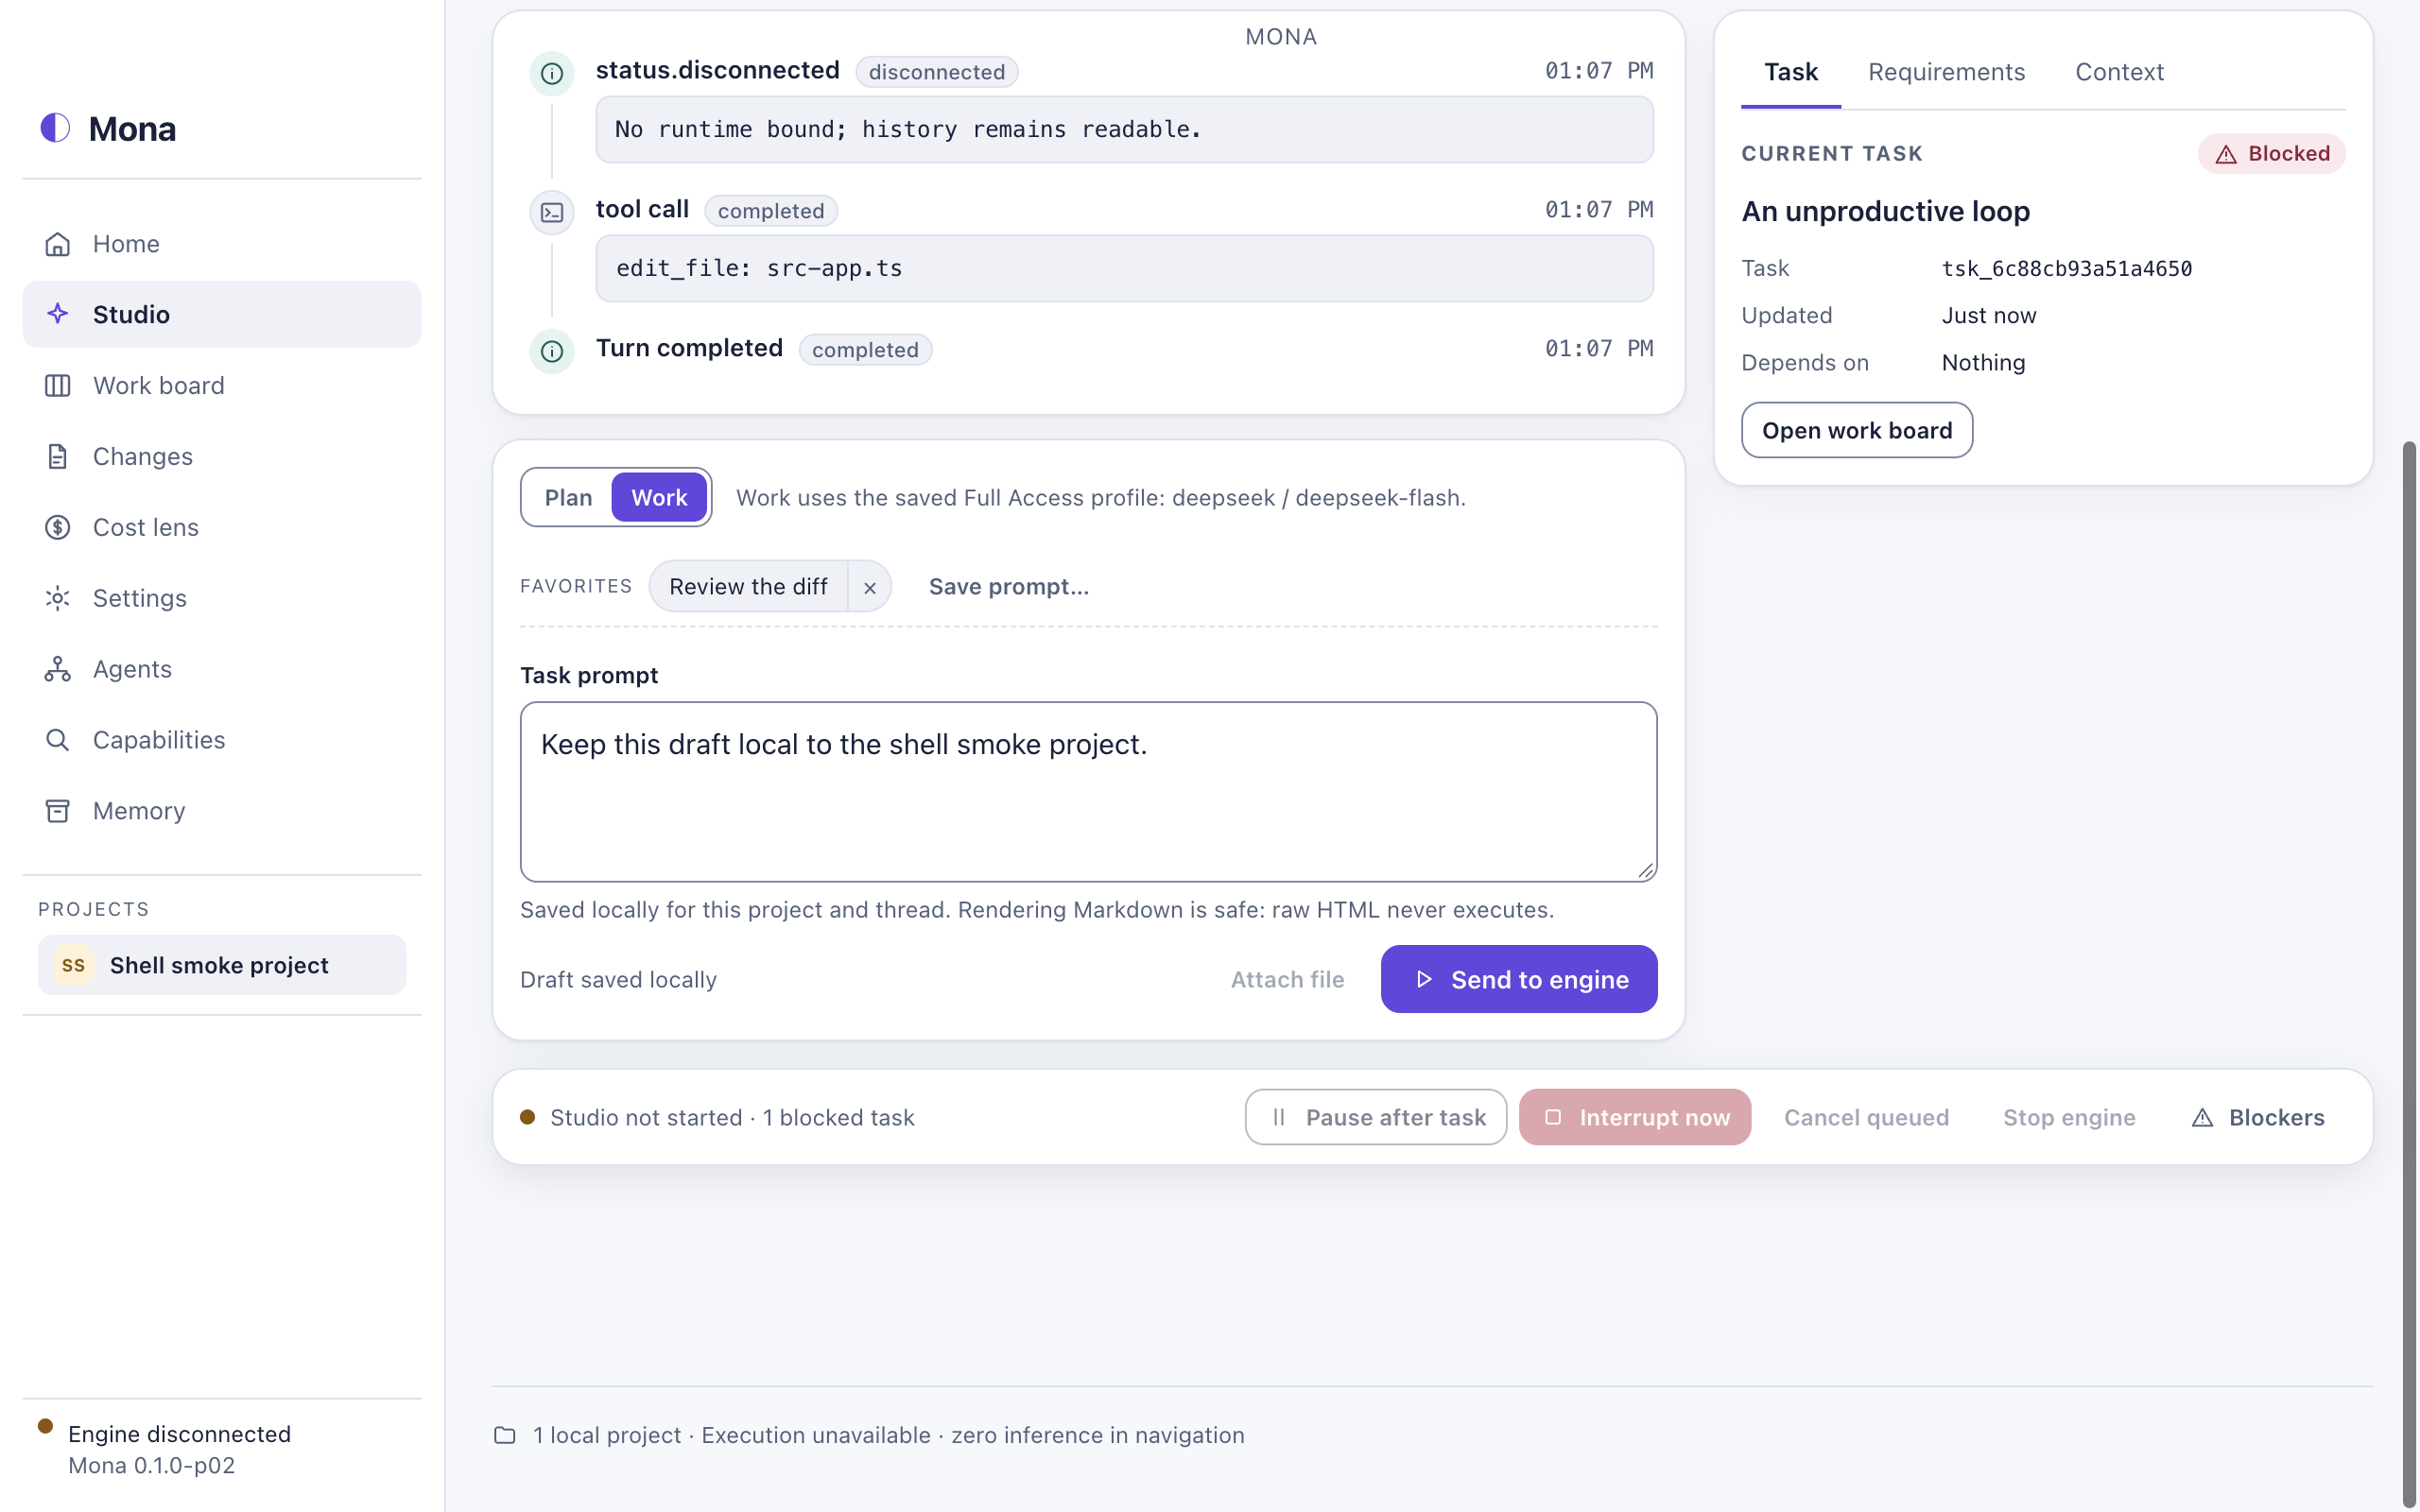 Mona
Home
Studio
Work board
Changes
Cost lens
Settings
Agents
Capabilities
Memory
PROJECTS
SS Shell smoke project
Engine disconnected
Mona 0.1.0-p02
MONA
status.disconnected disconnected 01:07 PM
No runtime bound; history remains readable.
tool call completed 01:07 PM
edit_file: src-app.ts
Turn completed completed 01:07 PM
Plan Work Work uses the saved Full Access profile: deepseek / deepseek-flash.
FAVORITES Review the diff × Save prompt...
Task prompt
Keep this draft local to the shell smoke project.
Saved locally for this project and thread. Rendering Markdown is safe: raw HTML never executes.
Draft saved locally Attach file Send to engine
Task Requirements Context
CURRENT TASK Blocked
An unproductive loop
Task tsk_6c88cb93a51a4650
Updated Just now
Depends on Nothing
Open work board
Studio not started · 1 blocked task Pause after task Interrupt now Cancel queued Stop engine Blockers
1 local project · Execution unavailable · zero inference in navigation